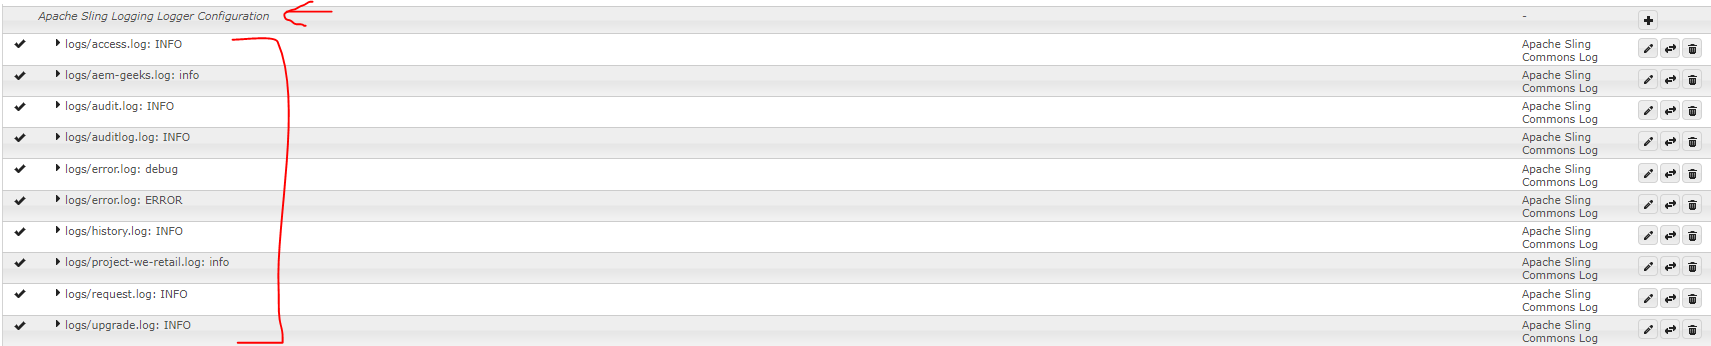 Apache Sling Logging Logger Configuration -
logs/access.log: INFO Apache Sling
Commons Log
logs/aem-geeks.log: info Apache Sling
Commons Log
logs/audit.log: INFO Apache Sling
Commons Log
logs/auditlog.log: INFO Apache Sling
Commons Log
logs/error.log: debug Apache Sling
Commons Log
logs/error.log: ERROR Apache Sling
Commons Log
logs/history.log: INFO Apache Sling
Commons Log
logs/project-we-retail.log: info Apache Sling
Commons Log
logs/request.log: INFO Apache Sling
Commons Log
logs/upgrade.log: INFO Apache Sling
Commons Log